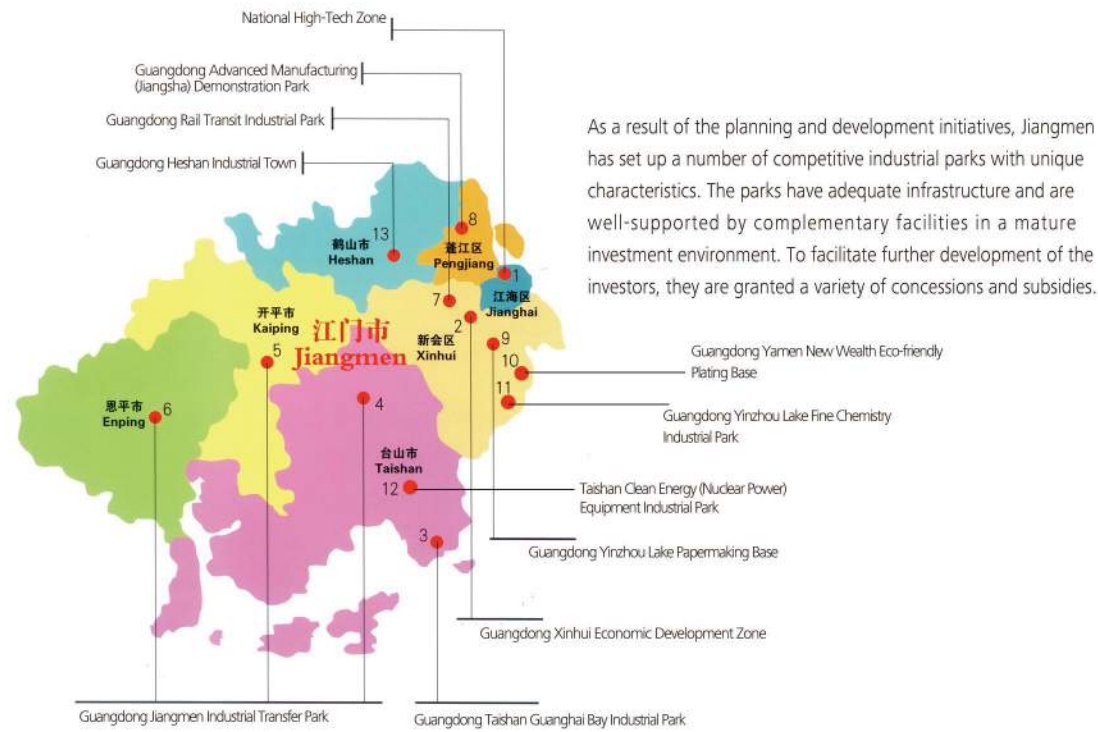 National High-Tech Zone
Guangdong Advanced Manufacturing
(Jiangsha) Demonstration Park
Guangdong Rail Transit Industrial Park
Guangdong Heshan Industrial Town
As a result of the planning and development initiatives, Jiangmen
has set up a number of competitive industrial parks with unique
characteristics. The parks have adequate infrastructure and are
well-supported by complementary facilities in a mature
investment environment. To facilitate further development of the
investors, they are granted a variety of concessions and subsidies.
8
13
鹤山市
Heshan
蓬江区
Pengjiang
1
江海区
Jianghai
7
2
开平市
Kaiping
江门市
Jiangmen
新会区
Xinhui
9
5
10
11
4
恩平市
Enping
6
台山市
Taishan
12
3
Guangdong Yamen New Wealth Eco-friendly
Plating Base
Guangdong Yinzhou Lake Fine Chemistry
Industrial Park
Taishan Clean Energy (Nuclear Power)
Equipment Industrial Park
Guangdong Yinzhou Lake Papermaking Base
Guangdong Xinhui Economic Development Zone
Guangdong Jiangmen Industrial Transfer Park
Guangdong Taishan Guanghai Bay Industrial Park